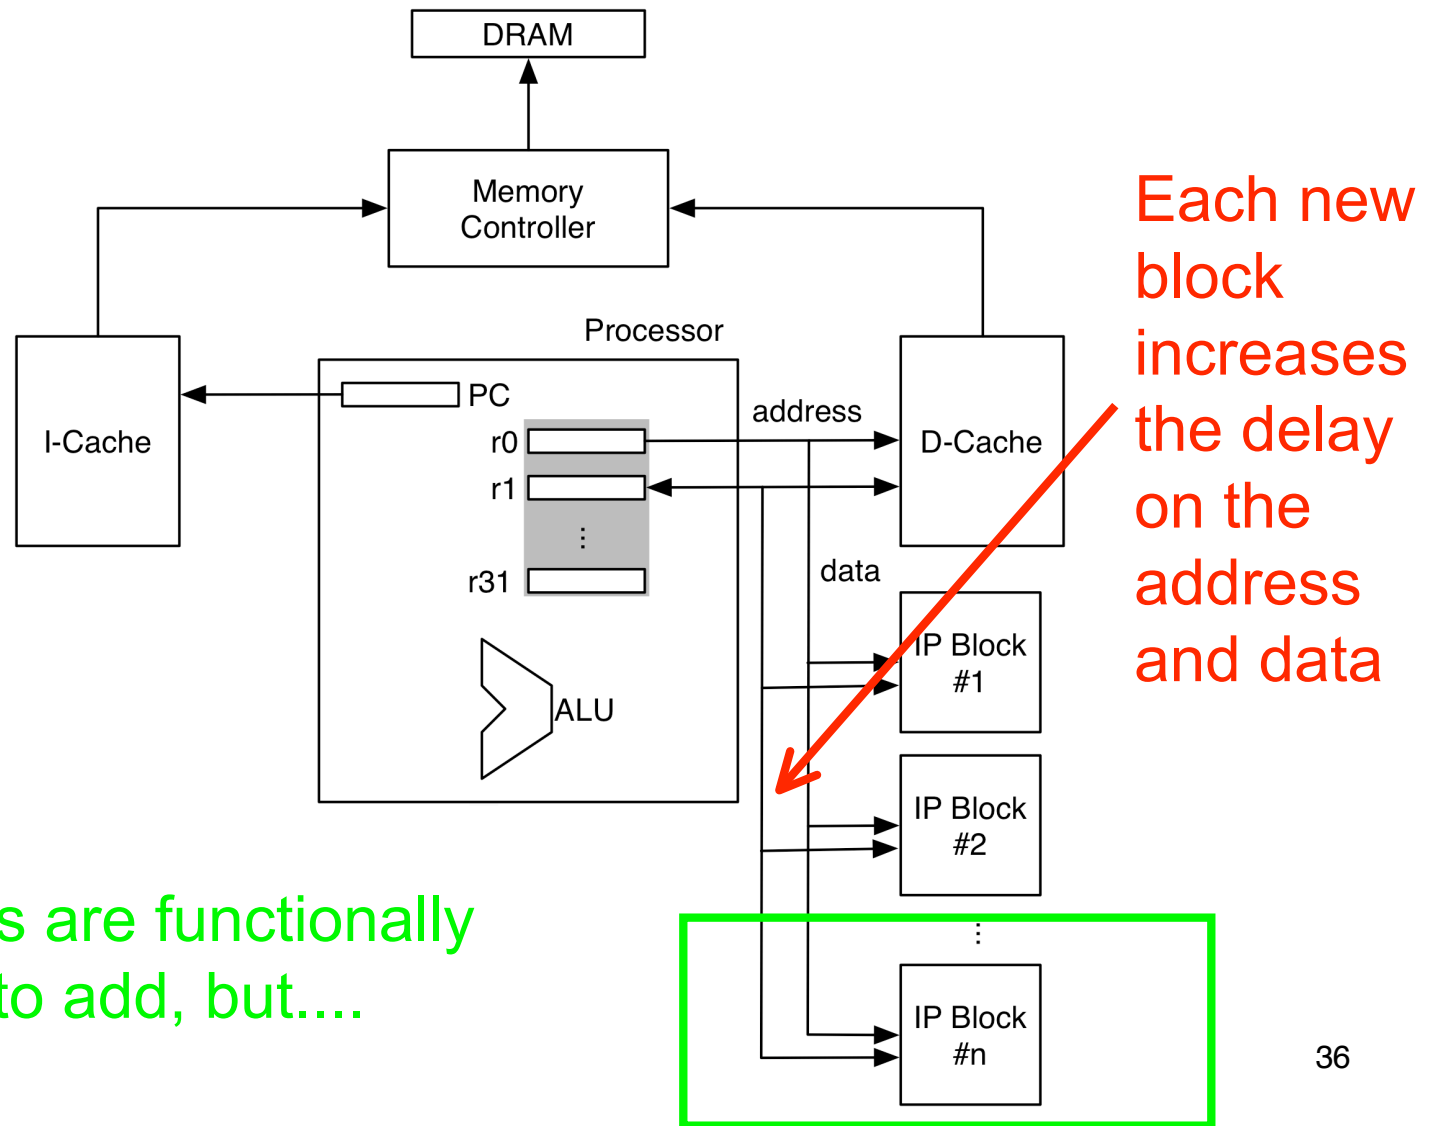 DRAM
Memory
Controller
Each new
block
increases
the delay
on the
address
and data
Processor
PC
address
I-Cache
r0
D-Cache
r1
⋮
data
r31
IP Block
#1
ALU
IP Block
#2
s are functionally
to add, but....
⋮
IP Block
#n
36